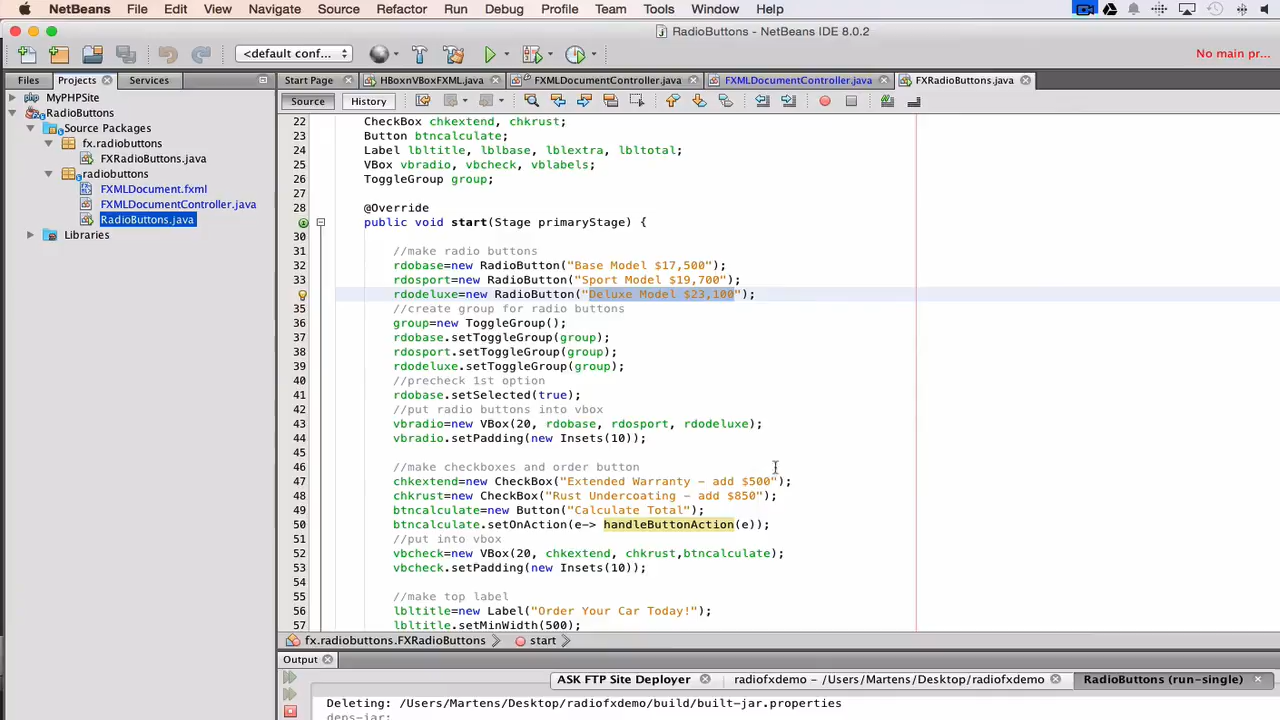 NetBeans File Edit View Navigate Source Refactor Run Debug Profile Team Tools Window Help
RadioButtons - NetBeans IDE 8.0.2
<default conf... No main pr...
Files Projects Services
Start Page HBoxnVBoxFXML.java FXMLDocumentController.java FXMLDocumentController.java FXRadioButtons.java
Source History
MyPHPSite
RadioButtons
Source Packages
fx.radiobuttons
FXRadioButtons.java
radiobuttons
FXMLDocument.fxml
FXMLDocumentController.java
RadioButtons.java
Libraries
22 CheckBox chkextend, chkrust;
23 Button btncalculate;
24 Label lbltitle, lblbase, lblextra, lbltotal;
25 VBox vbradio, vbcheck, vblabels;
26 ToggleGroup group;
27
28 @Override
public void start(Stage primaryStage) {
30
31 //make radio buttons
32 rdobase=new RadioButton("Base Model $17,500");
33 rdosport=new RadioButton("Sport Model $19,700");
rdodeluxe=new RadioButton("Deluxe Model $23,100");
35 //create group for radio buttons
36 group=new ToggleGroup();
37 rdobase.setToggleGroup(group);
38 rdosport.setToggleGroup(group);
39 rdodeluxe.setToggleGroup(group);
40 //precheck 1st option
41 rdobase.setSelected(true);
42 //put radio buttons into vbox
43 vbradio=new VBox(20, rdobase, rdosport, rdodeluxe);
44 vbradio.setPadding(new Insets(10));
45
46 //make checkboxes and order button
47 chkextend=new CheckBox("Extended Warranty - add $500");
48 chkrust=new CheckBox("Rust Undercoating - add $850");
49 btncalculate=new Button("Calculate Total");
50 btncalculate.setOnAction(e-> handleButtonAction(e));
51 //put into vbox
52 vbcheck=new VBox(20, chkextend, chkrust,btncalculate);
53 vbcheck.setPadding(new Insets(10));
54
55 //make top label
56 lbltitle=new Label("Order Your Car Today!");
57 lbltitle.setMinWidth(500);
fx.radiobuttons.FXRadioButtons start
Output
ASK FTP Site Deployer radiofxdemo - /Users/Martens/Desktop/radiofxdemo RadioButtons (run-single)
Deleting: /Users/Martens/Desktop/radiofxdemo/build/built-jar.properties
deps-jar: